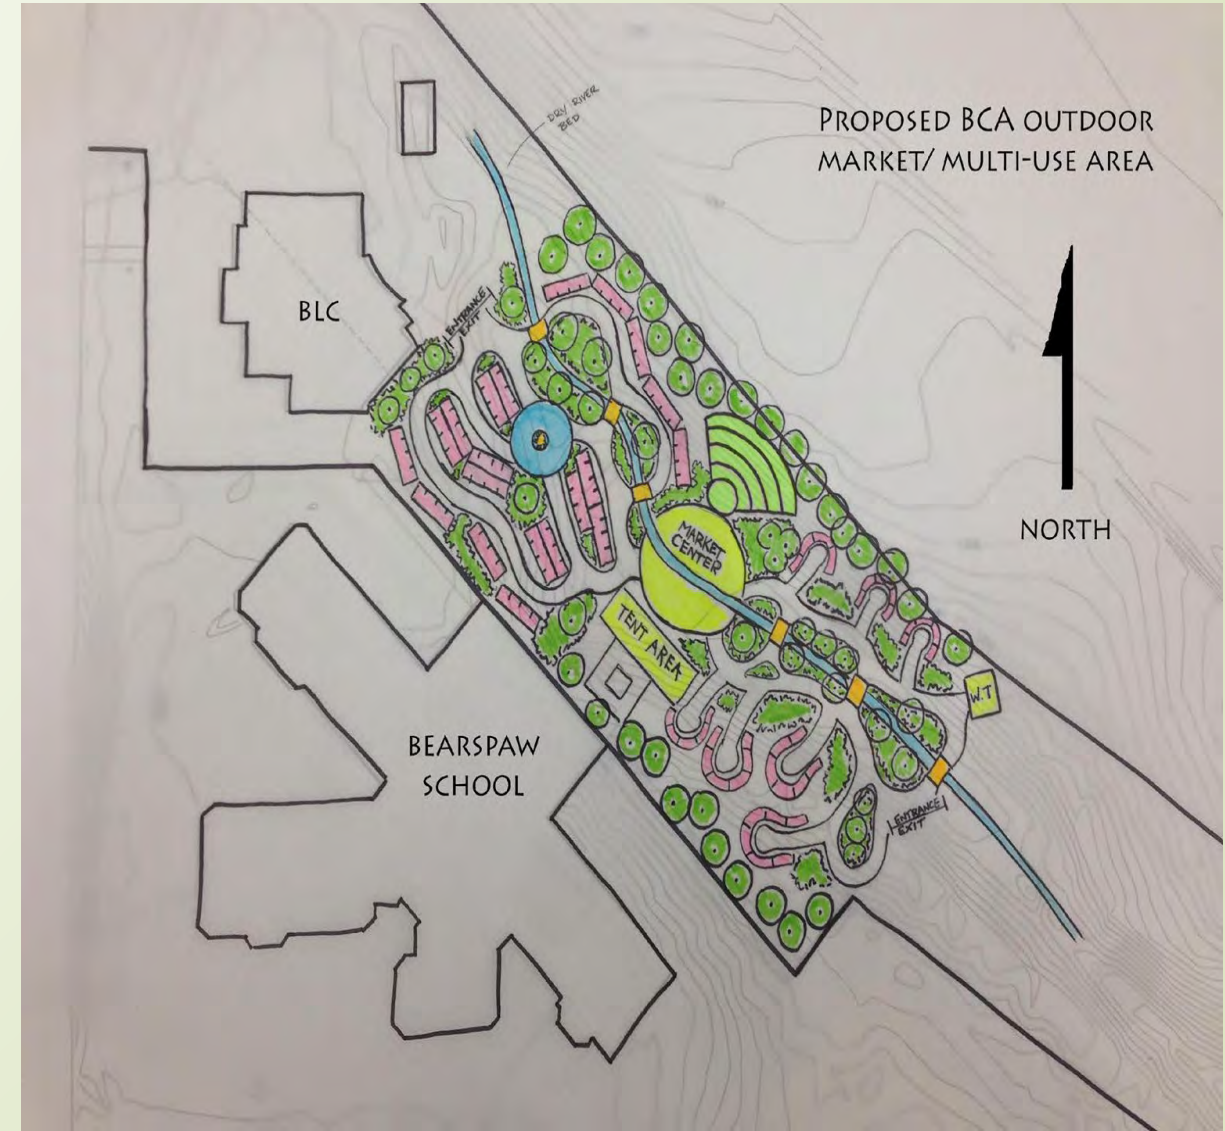 PROPOSED BCA OUTDOOR
MARKET/ MULTI-USE AREA
DRY RIVER
BED
BLC
ENTRANCE
EXIT
NORTH
MARKET
CENTER
TENT AREA
W.T
BEARSPAW
SCHOOL
ENTRANCE
EXIT